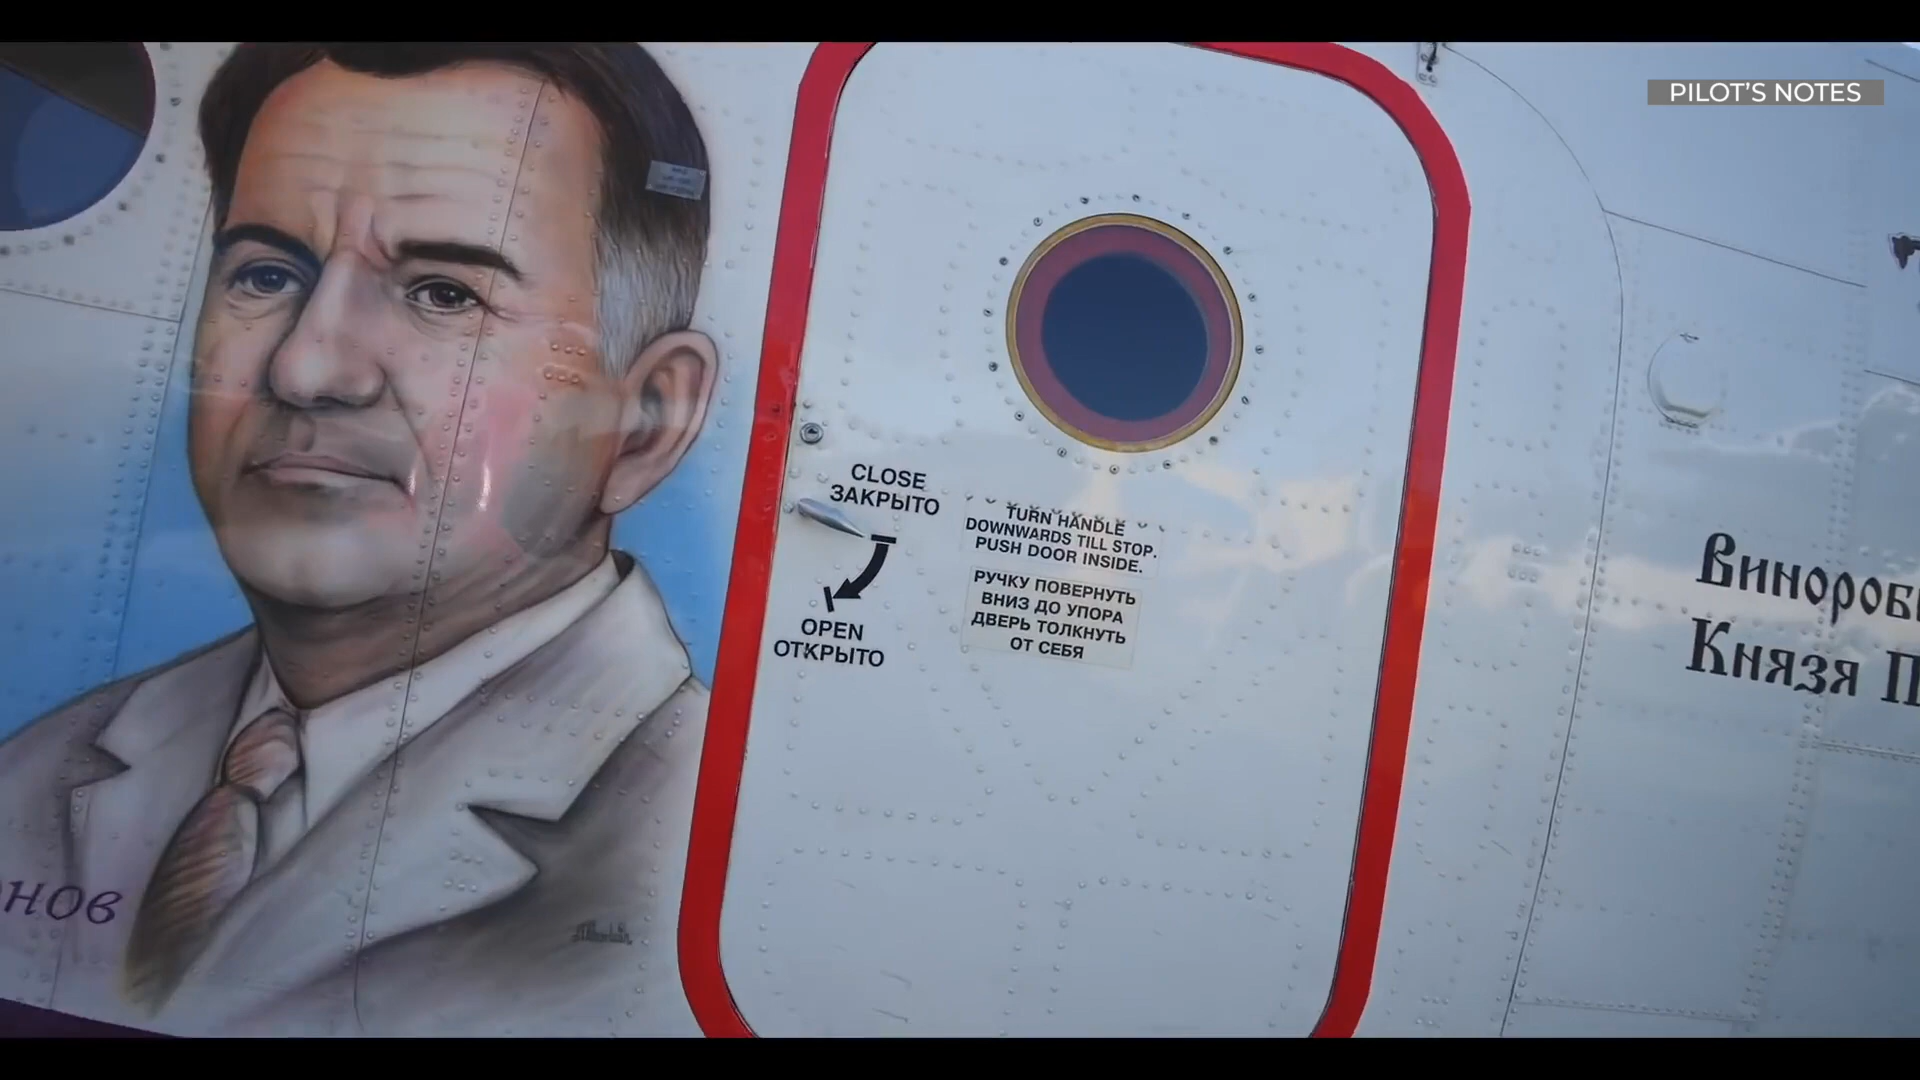 PILOT'S NOTES
CLOSE
ЗАКРЫТО
OPEN
ОТКРЫТО
TURN HANDLE
DOWNWARDS TILL STOP.
PUSH DOOR INSIDE.
РУЧКУ ПОВЕРНУТЬ
ВНИЗ ДО УПОРА
ДВЕРЬ ТОЛКНУТЬ
ОТ СЕБЯ
Князя